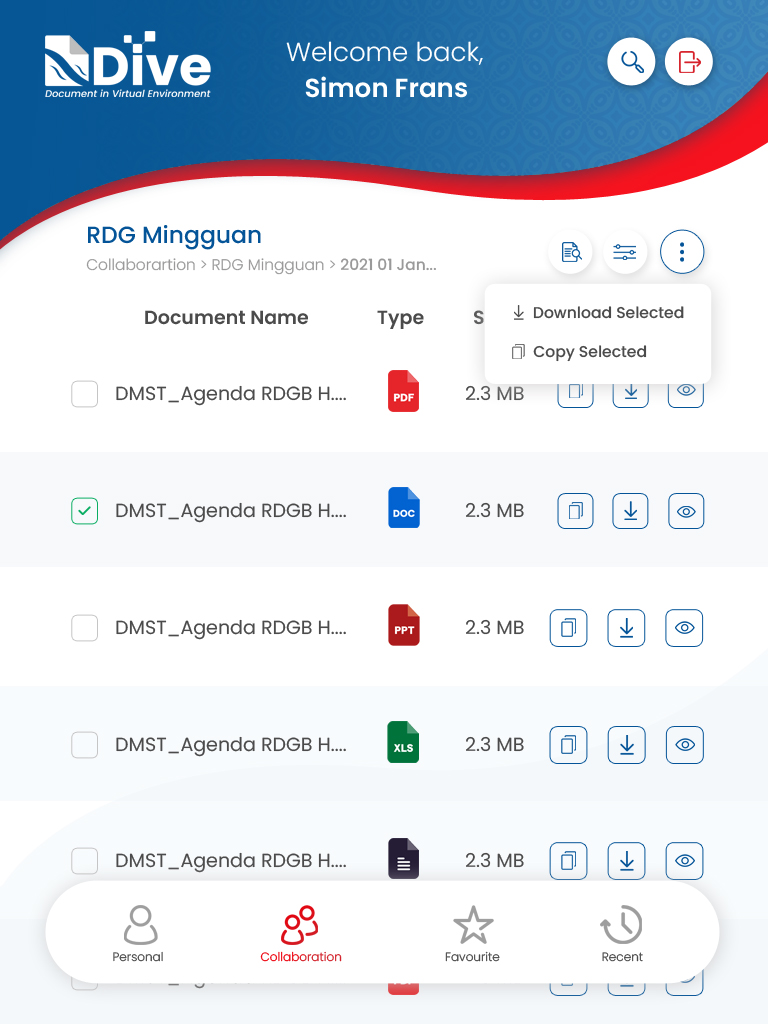 Dive
Document in Virtual Environment
Welcome back,
Simon Frans
RDG Mingguan
Collaborartion > RDG Mingguan > 2021 01 Jan...
Download Selected
Copy Selected
Document Name Type S
DMST_Agenda RDGB H.... PDF 2.3 MB
DMST_Agenda RDGB H.... DOC 2.3 MB
DMST_Agenda RDGB H.... PPT 2.3 MB
DMST_Agenda RDGB H.... XLS 2.3 MB
DMST_Agenda RDGB H.... 2.3 MB
Personal Collaboration Favourite Recent